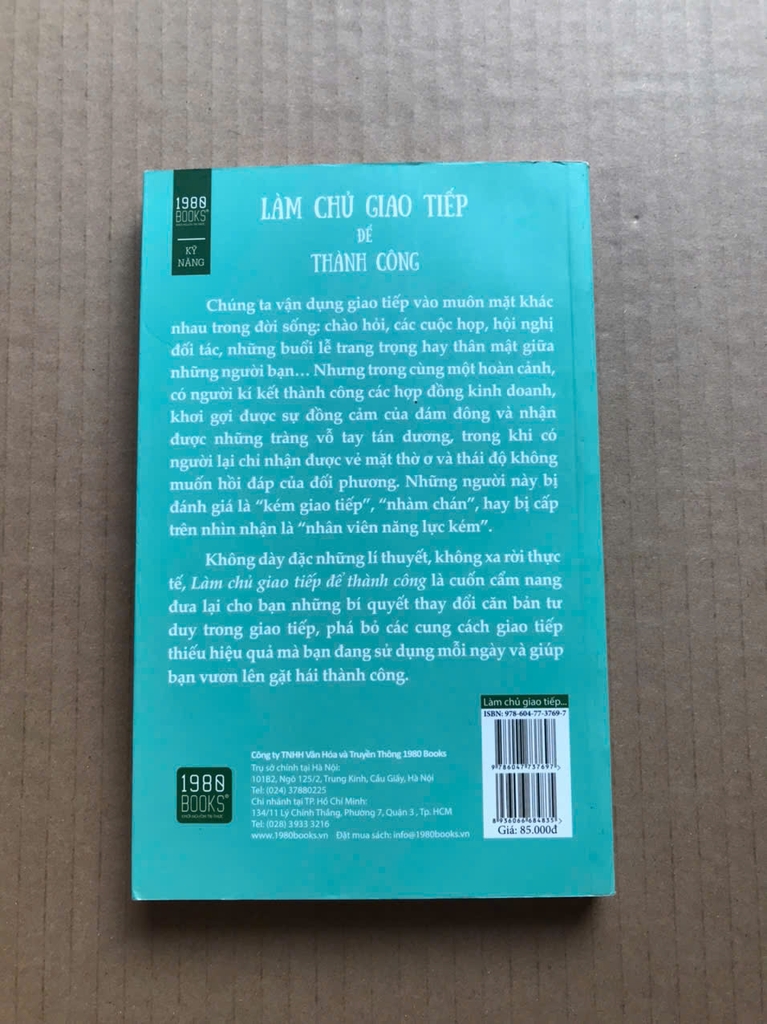 1980
BOOKS®
KỸ
NĂNG
LÀM CHỦ GIAO TIẾP
ĐỂ
THÀNH CÔNG
Chúng ta vận dụng giao tiếp vào muôn mặt khác
nhau trong đời sống: chào hỏi, các cuộc họp, hội nghị
đối tác, những buổi lễ trang trọng hay thân mật giữa
những người bạn... Nhưng trong cùng một hoàn cảnh,
có người kí kết thành công các hợp đồng kinh doanh,
khơi gợi được sự đồng cảm của đám đông và nhận
được những tràng vỗ tay tán dương, trong khi có
người lại chỉ nhận được vẻ mặt thờ ơ và thái độ không
muốn hồi đáp của đối phương. Những người này bị
đánh giá là “kém giao tiếp”, “nhàm chán”, hay bị cấp
trên nhìn nhận là “nhân viên năng lực kém”.
Không dày đặc những lí thuyết, không xa rời thực
tế, Làm chủ giao tiếp để thành công là cuốn cẩm nang
đưa lại cho bạn những bí quyết thay đổi căn bản tư
duy trong giao tiếp, phá bỏ các cung cách giao tiếp
thiếu hiệu quả mà bạn đang sử dụng mỗi ngày và giúp
bạn vươn lên gặt hái thành công.
Làm chủ giao tiếp...
ISBN: 978-604-77-3769-7
9 786047 737697
8 936066 684835
Giá: 85.000đ
1980
BOOKS®
Công ty TNHH Văn Hóa và Truyền Thông 1980 Books
Trụ sở chính tại Hà Nội:
101B2, Ngõ 125/2, Trung Kính, Cầu Giấy, Hà Nội
Tel: (024) 37880225
Chi nhánh tại TP. Hồ Chí Minh:
134/11 Lý Chính Thắng, Phường 7, Quận 3 , Tp. HCM
Tel: (028) 3933 3216
www.1980books.vn Đặt mua sách: info@1980books.vn